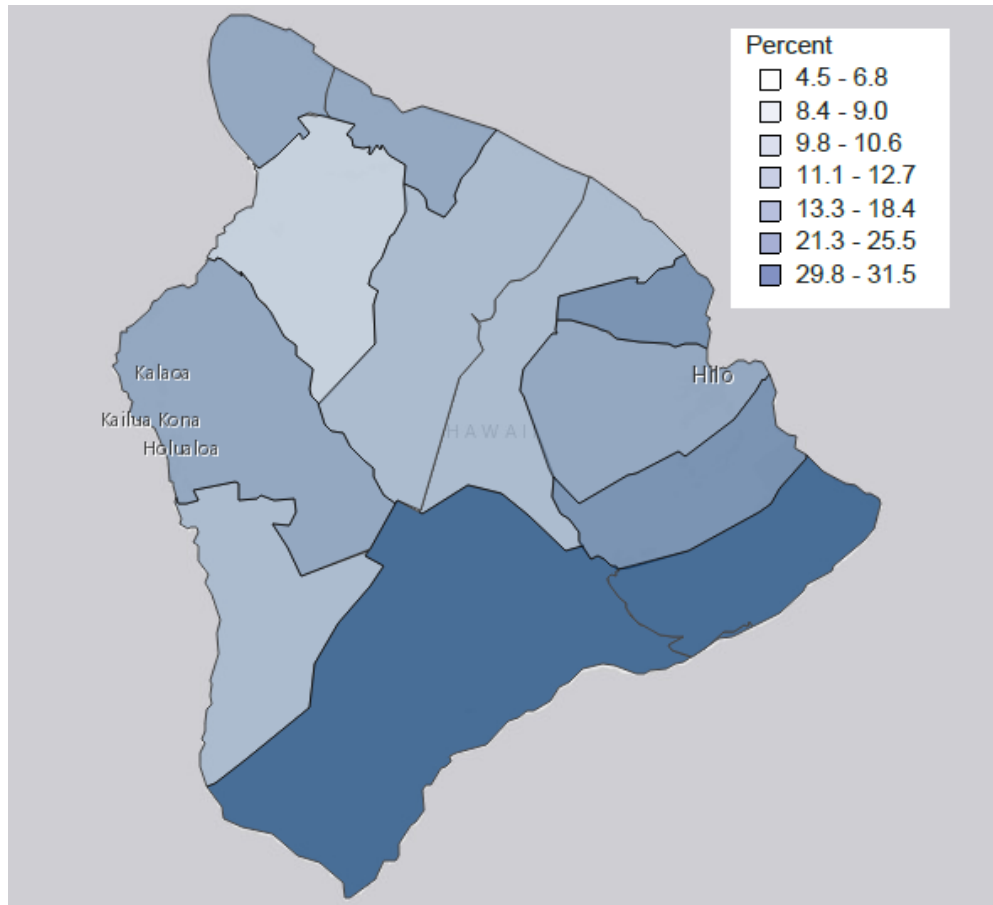 Percent
4.5 - 6.8
8.4 - 9.0
9.8 - 10.6
11.1 - 12.7
13.3 - 18.4
21.3 - 25.5
29.8 - 31.5
Kalaoa
Hilo
Kailua Kona
HAWAI
Holualoa